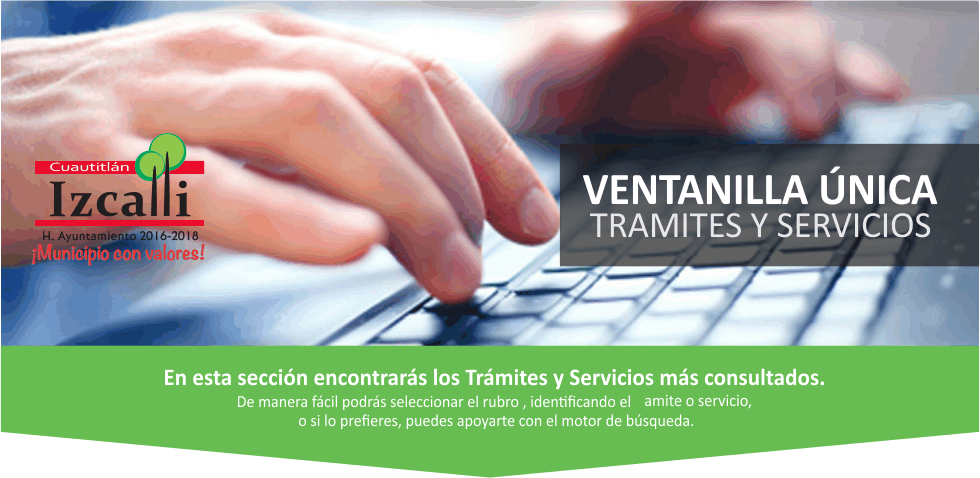 Cuautitlán
Izcalli
H. Ayuntamiento 2016-2018
¡Municipio con valores!
VENTANILLA ÚNICA
TRAMITES Y SERVICIOS
En esta sección encontrarás los Trámites y Servicios más consultados.
De manera fácil podrás seleccionar el rubro , identificando el amite o servicio,
o si lo prefieres, puedes apoyarte con el motor de búsqueda.